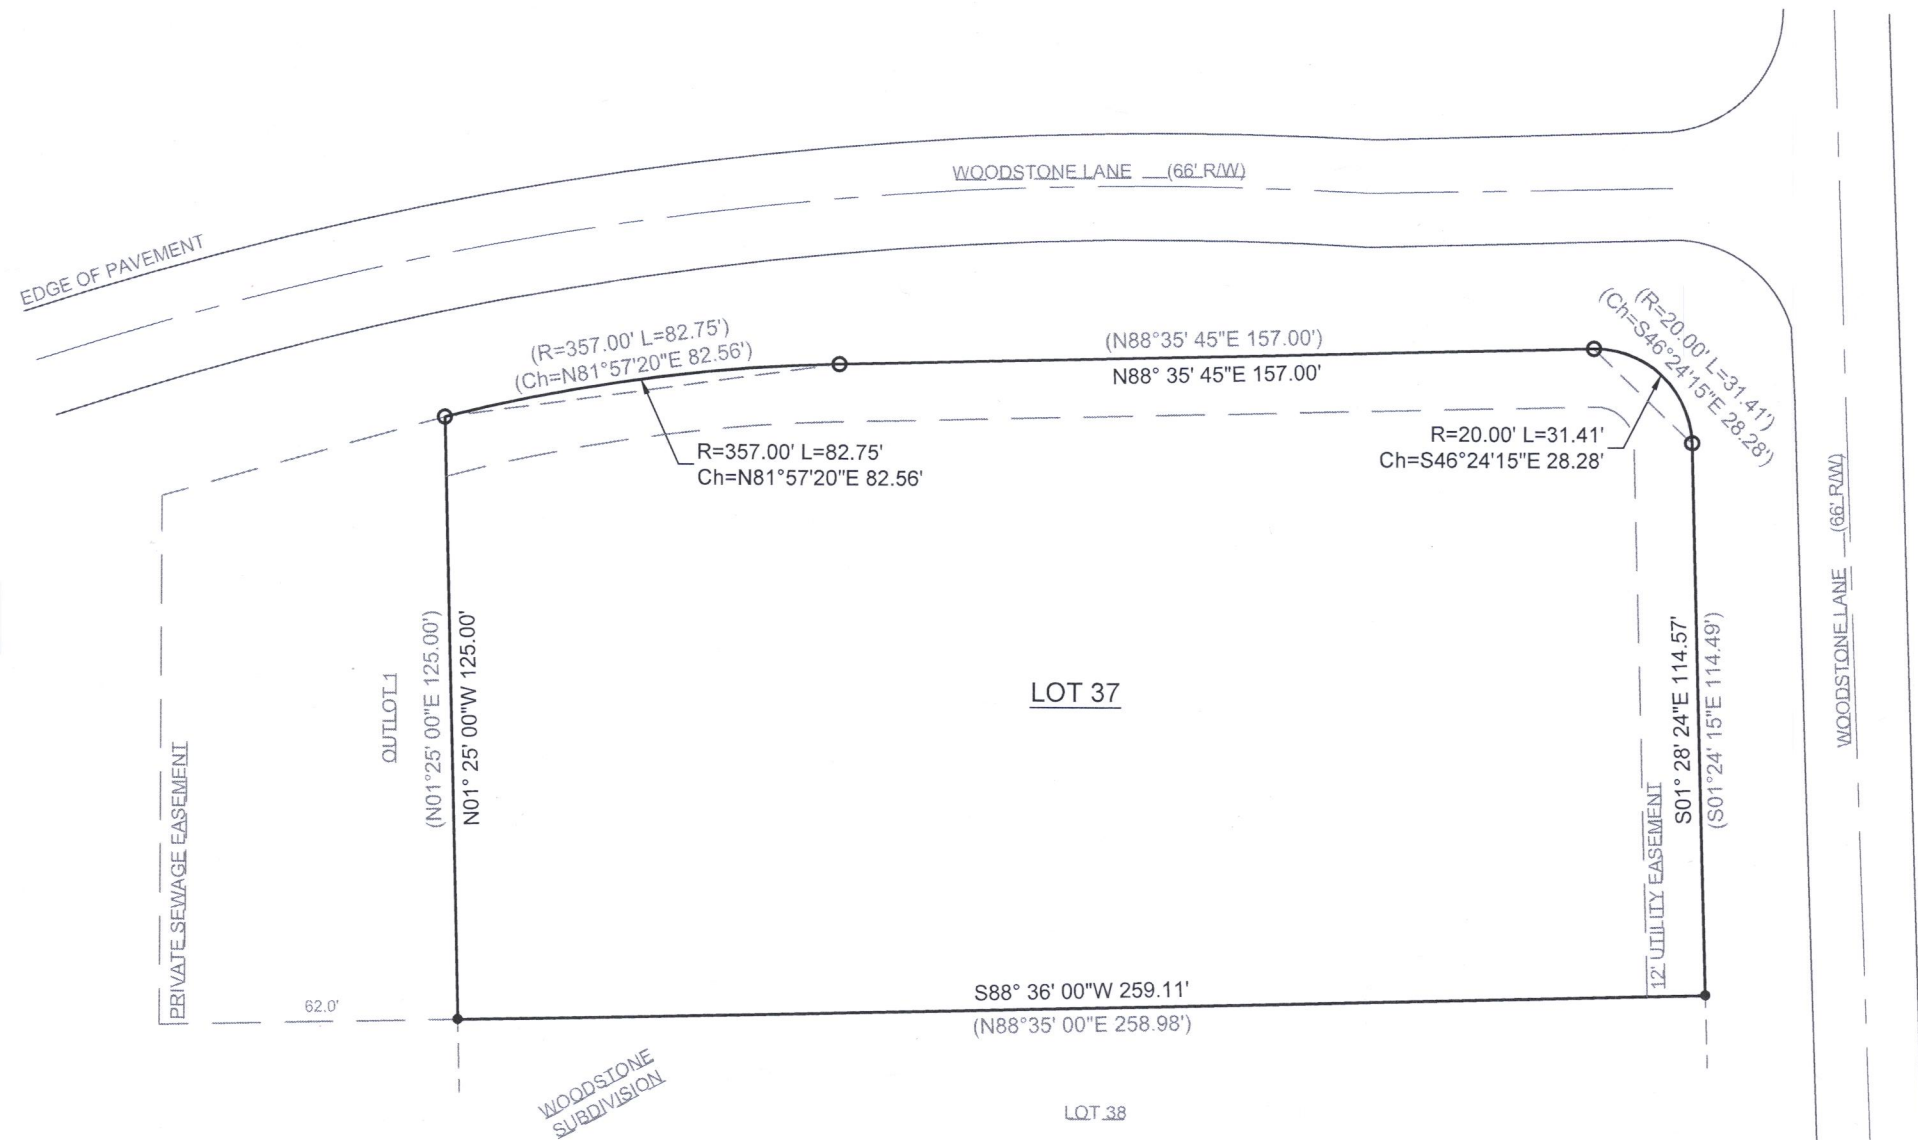 WOODSTONE LANE (66' R/W)
EDGE OF PAVEMENT
(R=357.00' L=82.75')
(Ch=N81°57'20"E 82.56')
(N88°35' 45"E 157.00')
N88° 35' 45"E 157.00'
(R=20.00' L=31.41')
(Ch=S46°24'15"E 28.28')
R=357.00' L=82.75'
Ch=N81°57'20"E 82.56'
R=20.00' L=31.41'
Ch=S46°24'15"E 28.28'
WOODSTONE LANE (66' R/W)
PRIVATE SEWAGE EASEMENT
OUTLOT 1
(N01°25' 00"E 125.00')
N01° 25' 00"W 125.00'
LOT 37
12' UTILITY EASEMENT
S01° 28' 24"E 114.57'
(S01°24' 15"E 114.49')
62.0'
S88° 36' 00"W 259.11'
(N88°35' 00"E 258.98')
WOODSTONE
SUBDIVISION
LOT 38